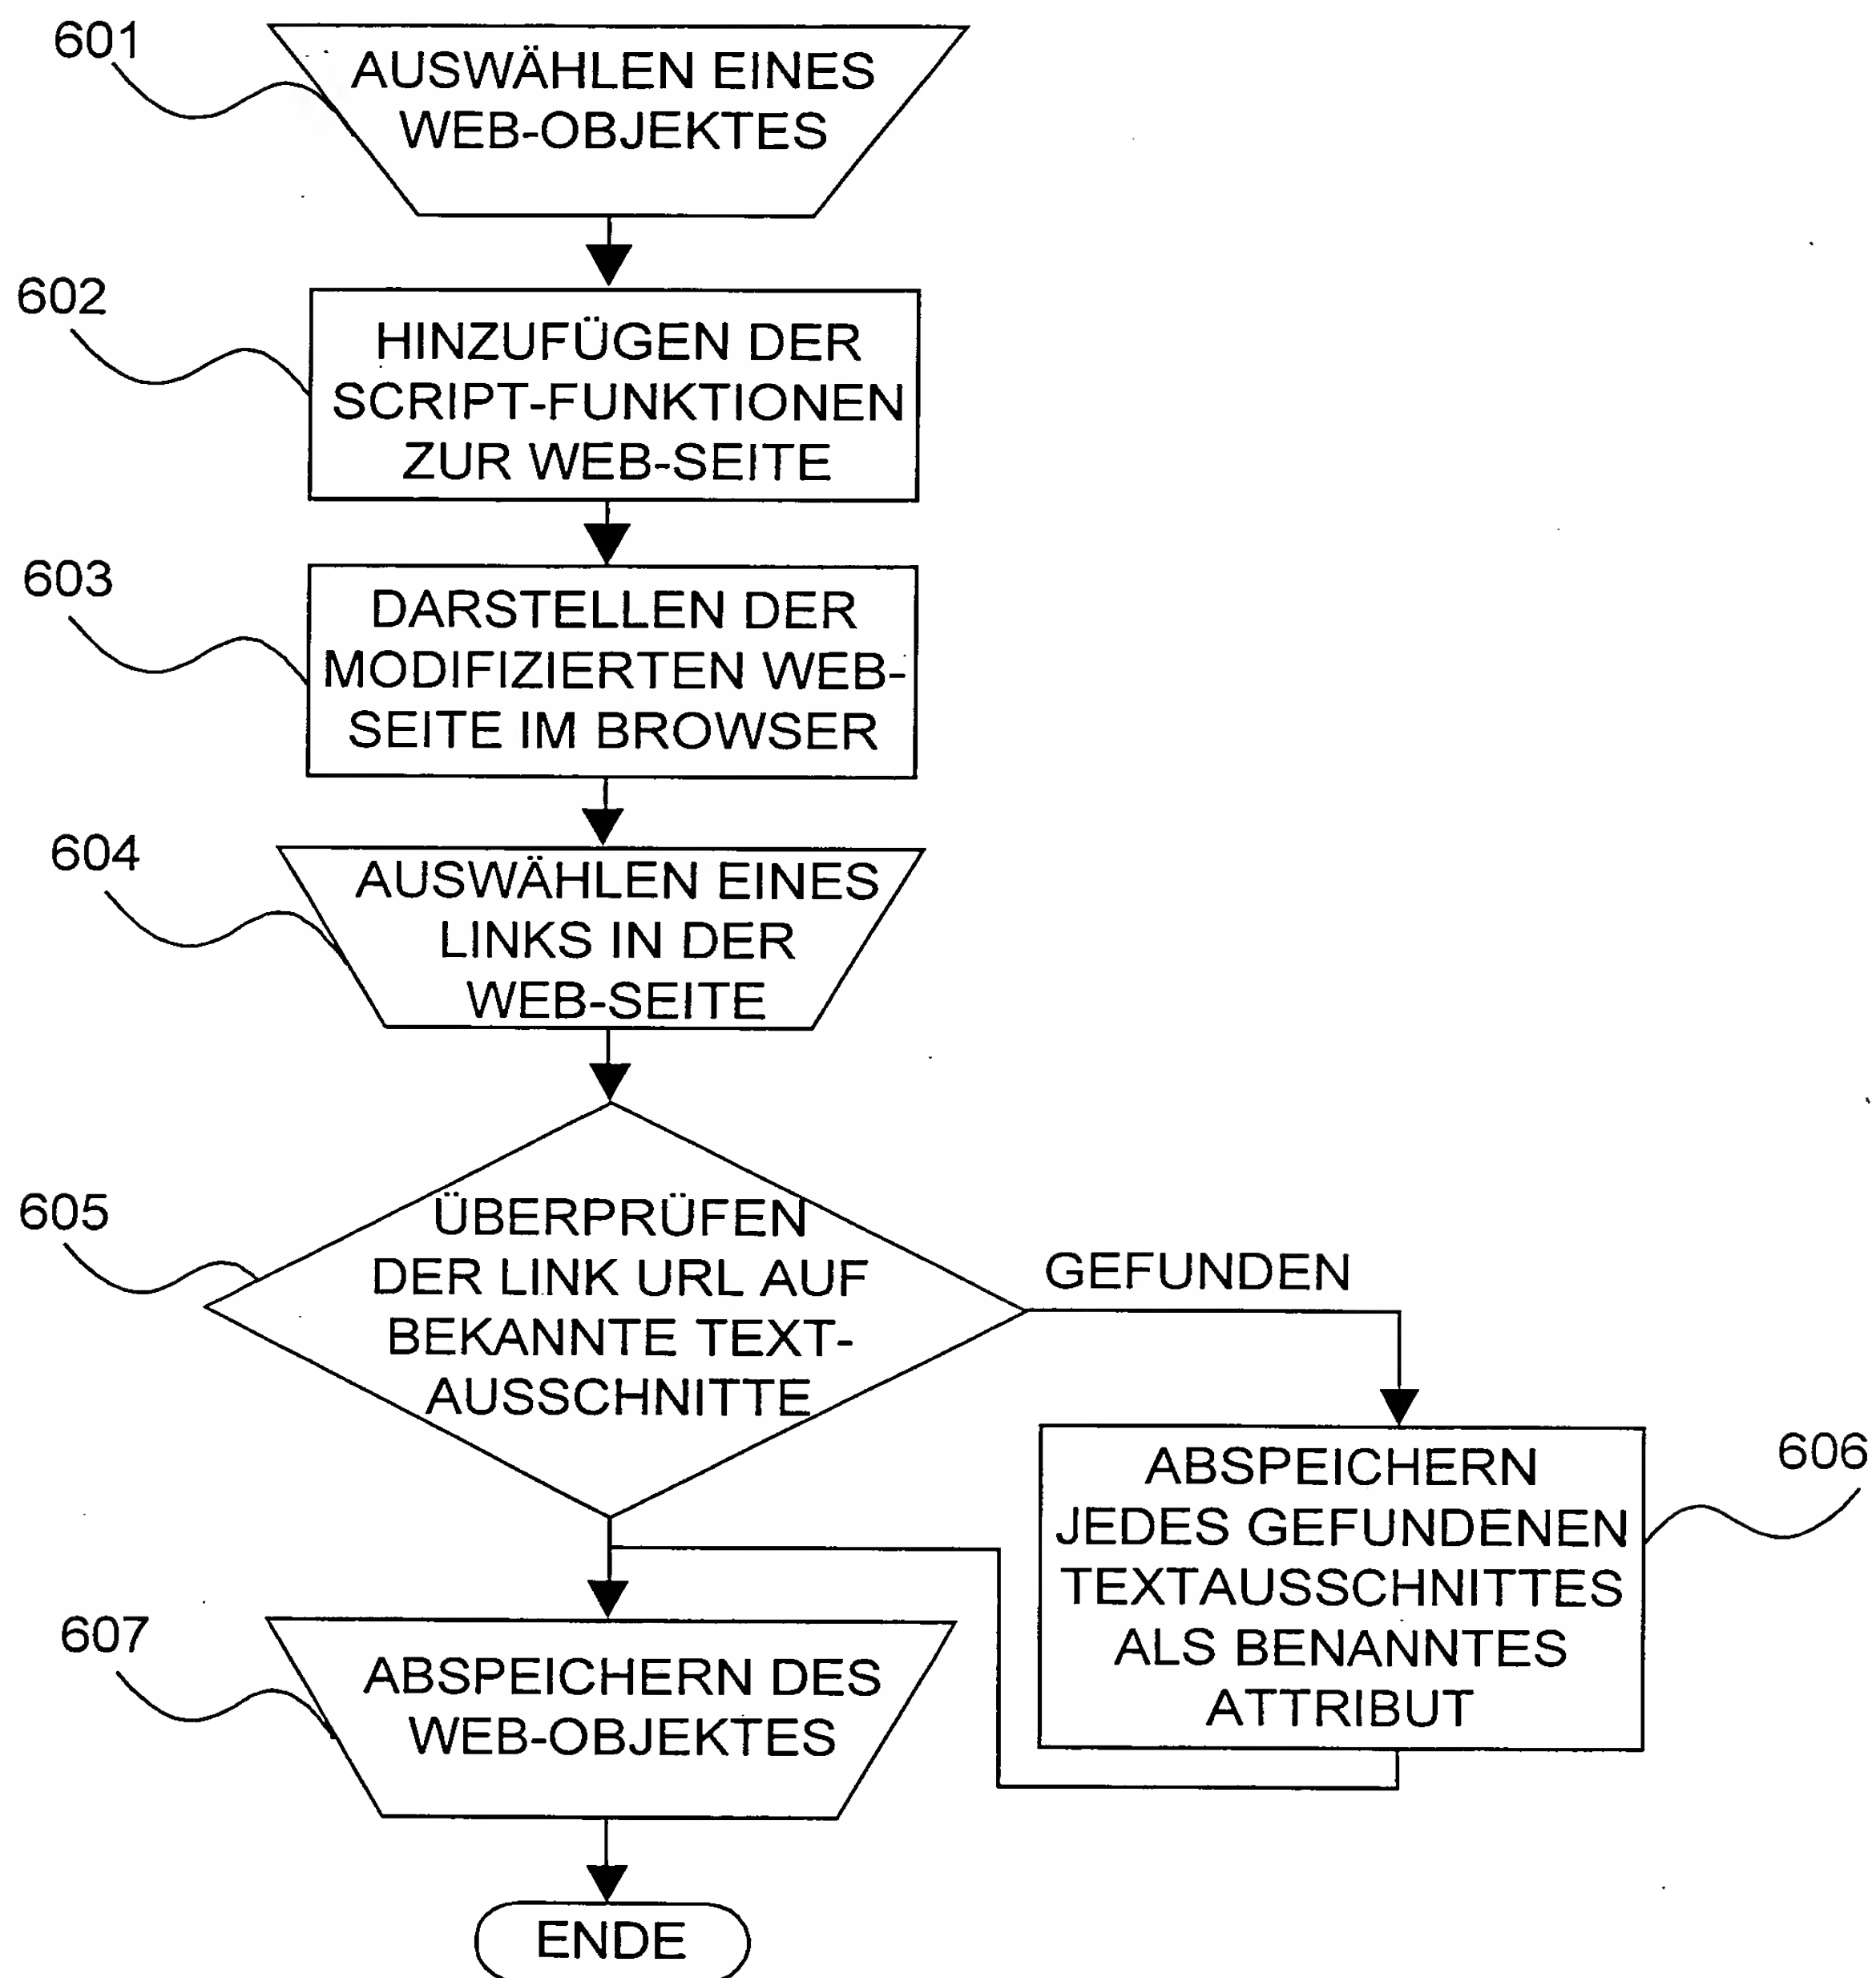 601
AUSWÄHLEN EINES
WEB-OBJEKTES
602
HINZUFÜGEN DER
SCRIPT-FUNKTIONEN
ZUR WEB-SEITE
603
DARSTELLEN DER
MODIFIZIERTEN WEB-
SEITE IM BROWSER
604
AUSWÄHLEN EINES
LINKS IN DER
WEB-SEITE
605
ÜBERPRÜFEN
DER LINK URL AUF
BEKANNTE TEXT-
AUSSCHNITTE
GEFUNDEN
606
ABSPEICHERN
JEDES GEFUNDENEN
TEXTAUSSCHNITTES
ALS BENANNTES
ATTRIBUT
607
ABSPEICHERN DES
WEB-OBJEKTES
ENDE